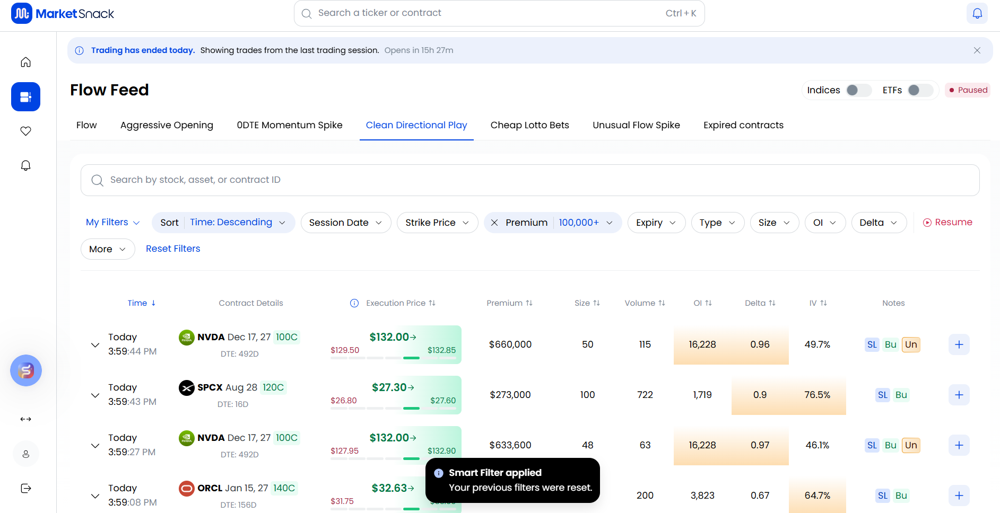 MarketSnack
Search a ticker or contract
Ctrl + K
Trading has ended today. Showing trades from the last trading session. Opens in 15h 27m
Flow Feed
Indices
ETFs
Paused
Flow
Aggressive Opening
0DTE Momentum Spike
Clean Directional Play
Cheap Lotto Bets
Unusual Flow Spike
Expired contracts
Search by stock, asset, or contract ID
My Filters
Sort Time: Descending
Session Date
Strike Price
Premium 100,000+
Expiry
Type
Size
OI
Delta
Resume
More
Reset Filters
Time
Contract Details
Execution Price
Premium
Size
Volume
OI
Delta
IV
Notes
Today
3:59:44 PM
NVDA Dec 17, 27 100C
DTE: 492D
$132.00
$129.50
$132.85
$660,000
50
115
16,228
0.96
49.7%
SL Bu Un
Today
3:59:43 PM
SPCX Aug 28 120C
DTE: 16D
$27.30
$26.80
$27.60
$273,000
100
722
1,719
0.9
76.5%
SL Bu
Today
3:59:27 PM
NVDA Dec 17, 27 100C
DTE: 492D
$132.00
$127.95
$132.90
$633,600
48
63
16,228
0.97
46.1%
SL Bu Un
Today
3:59:08 PM
ORCL Jan 15, 27 140C
DTE: 156D
$32.63
$31.75
200
3,823
0.67
64.7%
SL Bu
Smart Filter applied
Your previous filters were reset.